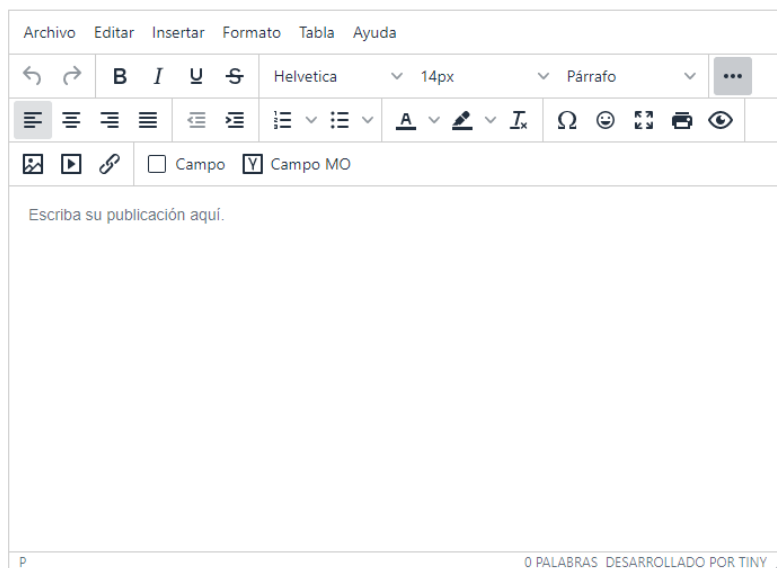 Archivo Editar Insertar Formato Tabla Ayuda
B I U S Helvetica 14px Párrafo
A Ω
Y Campo Campo MO
Escriba su publicación aquí.
P 0 PALABRAS DESARROLLADO POR TINY